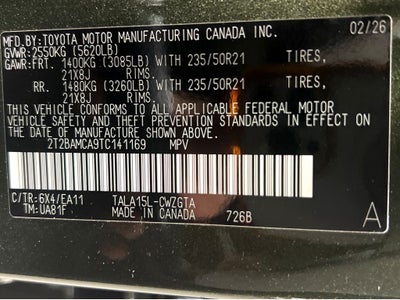 MFD.BY:TOYOTA MOTOR MANUFACTURING CANADA INC.
02/26
GVWR: 2550KG (5620LB)
GAWR:FRT. 1400KG (3085LB) WITH 235/50R21 TIRES,
21X8J RIMS.
RR. 1480KG (3260LB) WITH 235/50R21 TIRES,
21X8J RIMS.
THIS VEHICLE CONFORMS TO ALL APPLICABLE FEDERAL MOTOR
VEHICLE SAFETY AND THEFT PREVENTION STANDARDS IN EFFECT ON
THE DATE OF MANUFACTURE SHOWN ABOVE.
2T2BAMCA9TC141169 MPV
C/TR: 6X4/EA11 TALA15L-CWZGTA
TM:UA81F MADE IN CANADA 726B
A